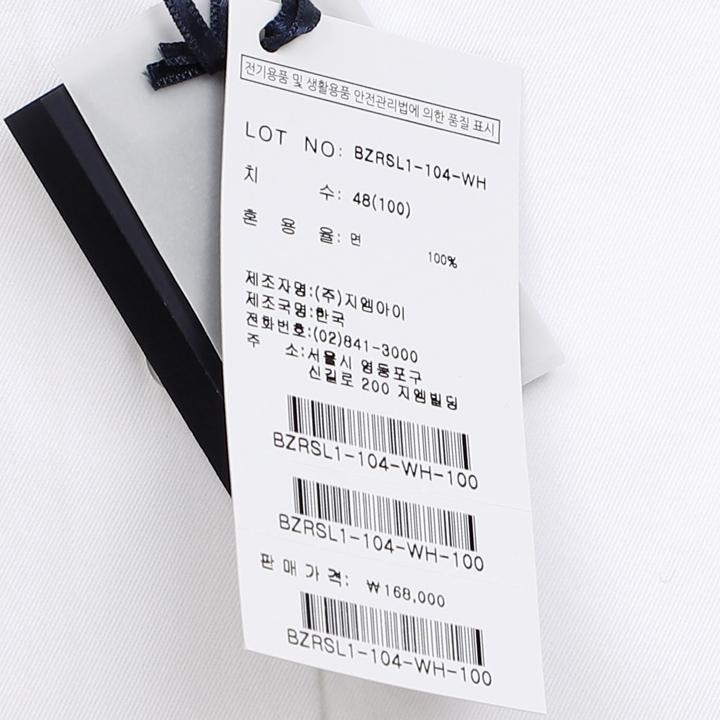 전기용품 및 생활용품 안전관리법에 의한 품질 표시
LOT NO: BZRSL1-104-WH
치 수: 48(100)
혼 용 율: 면 100%
제조자명:(주)지엠아이
제조국명:한국
전화번호:(02)841-3000
주 소:서울시 영등포구
신길로 200 지엠빌딩
BZRSL1-104-WH-100
BZRSL1-104-WH-100
판 매 가 격: ₩168,000
BZRSL1-104-WH-100